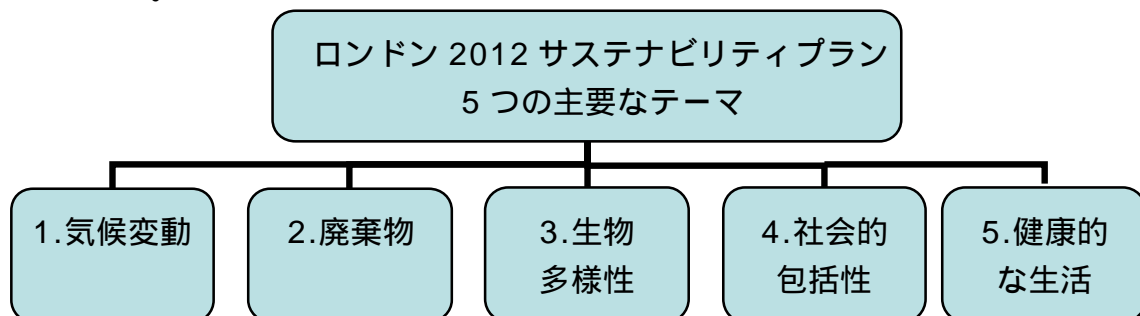 ロンドン 2012 サステナビリティプラン
5 つの主要なテーマ
1.気候変動
2.廃棄物
3.生物
多様性
4.社会的
包括性
5.健康的
な生活